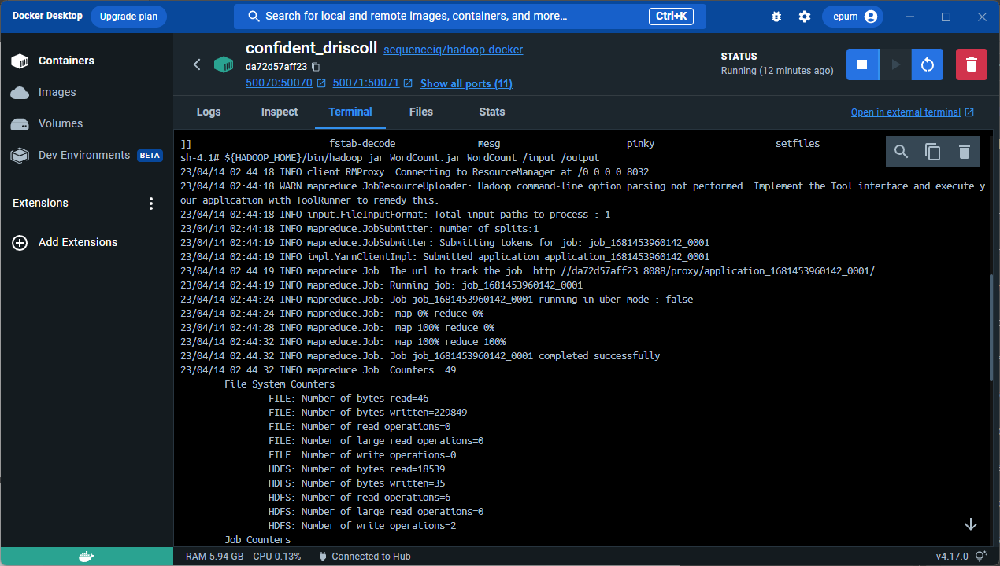 Docker Desktop Upgrade plan Search for local and remote images, containers, and more... Ctrl+K epum
Containers
Images
Volumes
Dev Environments BETA
Extensions
Add Extensions
confident_driscoll sequenceiq/hadoop-docker
da72d57aff23
50070:50070 50071:50071 Show all ports (11)
STATUS
Running (12 minutes ago)
Logs Inspect Terminal Files Stats Open in external terminal
]] fstab-decode mesg pinky setfiles
sh-4.1# ${HADOOP_HOME}/bin/hadoop jar WordCount.jar WordCount /input /output
23/04/14 02:44:18 INFO client.RMProxy: Connecting to ResourceManager at /0.0.0.0:8032
23/04/14 02:44:18 WARN mapreduce.JobResourceUploader: Hadoop command-line option parsing not performed. Implement the Tool interface and execute y
our application with ToolRunner to remedy this.
23/04/14 02:44:18 INFO input.FileInputFormat: Total input paths to process : 1
23/04/14 02:44:18 INFO mapreduce.JobSubmitter: number of splits:1
23/04/14 02:44:19 INFO mapreduce.JobSubmitter: Submitting tokens for job: job_1681453960142_0001
23/04/14 02:44:19 INFO impl.YarnClientImpl: Submitted application application_1681453960142_0001
23/04/14 02:44:19 INFO mapreduce.Job: The url to track the job: http://da72d57aff23:8088/proxy/application_1681453960142_0001/
23/04/14 02:44:19 INFO mapreduce.Job: Running job: job_1681453960142_0001
23/04/14 02:44:24 INFO mapreduce.Job: Job job_1681453960142_0001 running in uber mode : false
23/04/14 02:44:24 INFO mapreduce.Job:  map 0% reduce 0%
23/04/14 02:44:28 INFO mapreduce.Job:  map 100% reduce 0%
23/04/14 02:44:32 INFO mapreduce.Job:  map 100% reduce 100%
23/04/14 02:44:32 INFO mapreduce.Job: Job job_1681453960142_0001 completed successfully
23/04/14 02:44:32 INFO mapreduce.Job: Counters: 49
File System Counters
FILE: Number of bytes read=46
FILE: Number of bytes written=229849
FILE: Number of read operations=0
FILE: Number of large read operations=0
FILE: Number of write operations=0
HDFS: Number of bytes read=18539
HDFS: Number of bytes written=35
HDFS: Number of read operations=6
HDFS: Number of large read operations=0
HDFS: Number of write operations=2
Job Counters
RAM 5.94 GB CPU 0.13% Connected to Hub v4.17.0